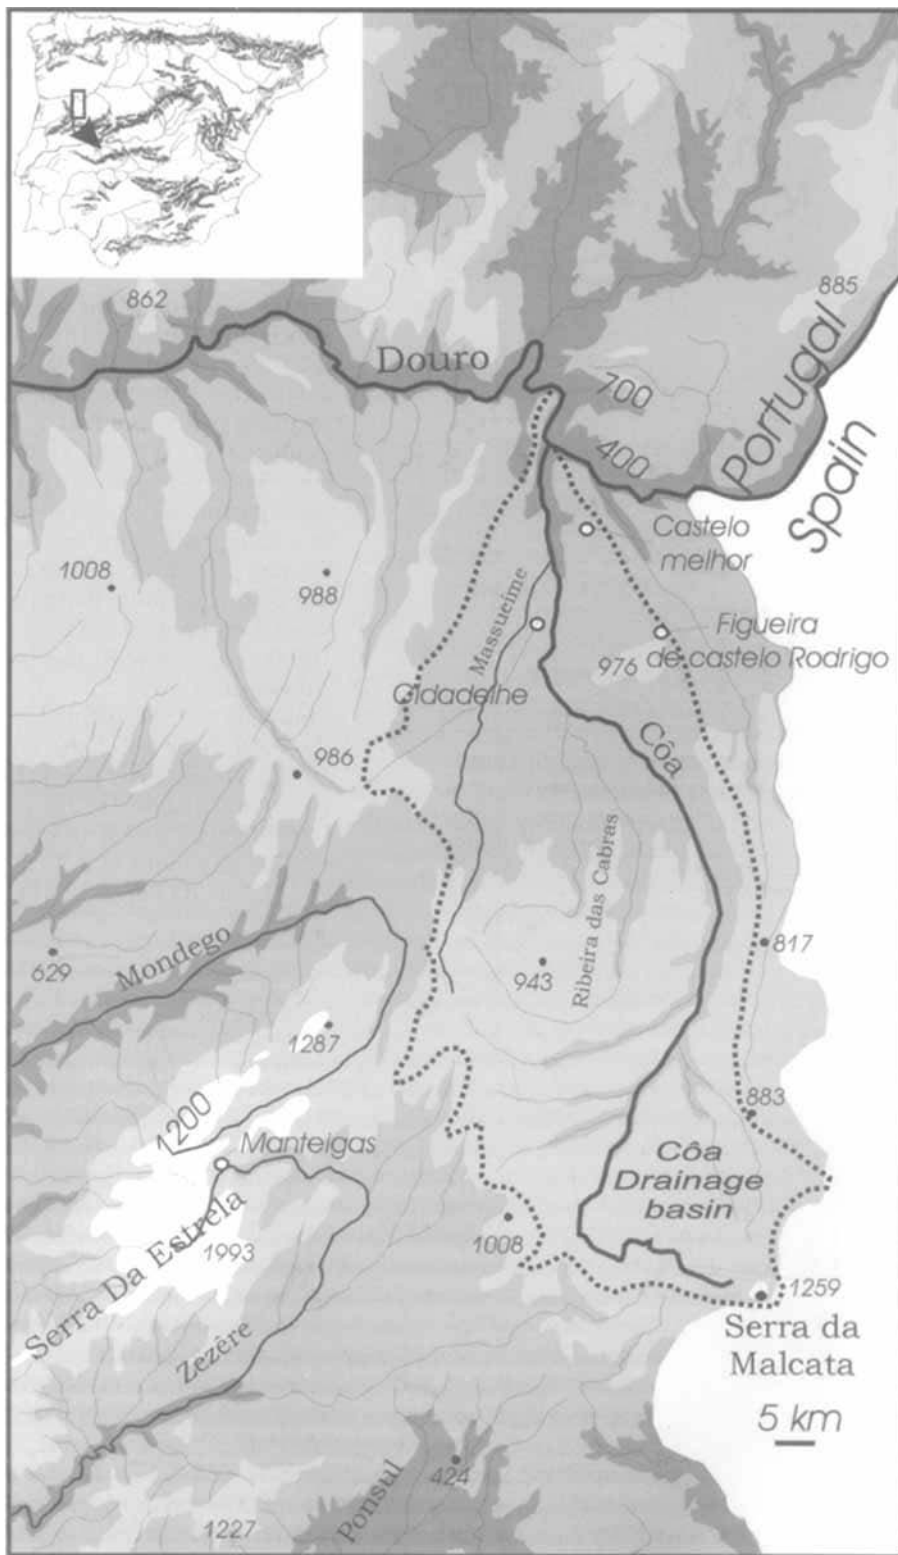 862
885
Douro
700
Portugal
400
Spain
Castelo
melhor
1008
988
Massueime
Figueira
976
de castelo Rodrigo
Cidadelhe
Côa
986
Ribeira das Cabras
817
Mondego
629
943
1287
883
1200
Manteigas
Côa
Drainage
basin
Serra Da Estrela
1993
1008
1259
Serra da
Malcata
Zezêre
5 km
424
Ponsul
1227